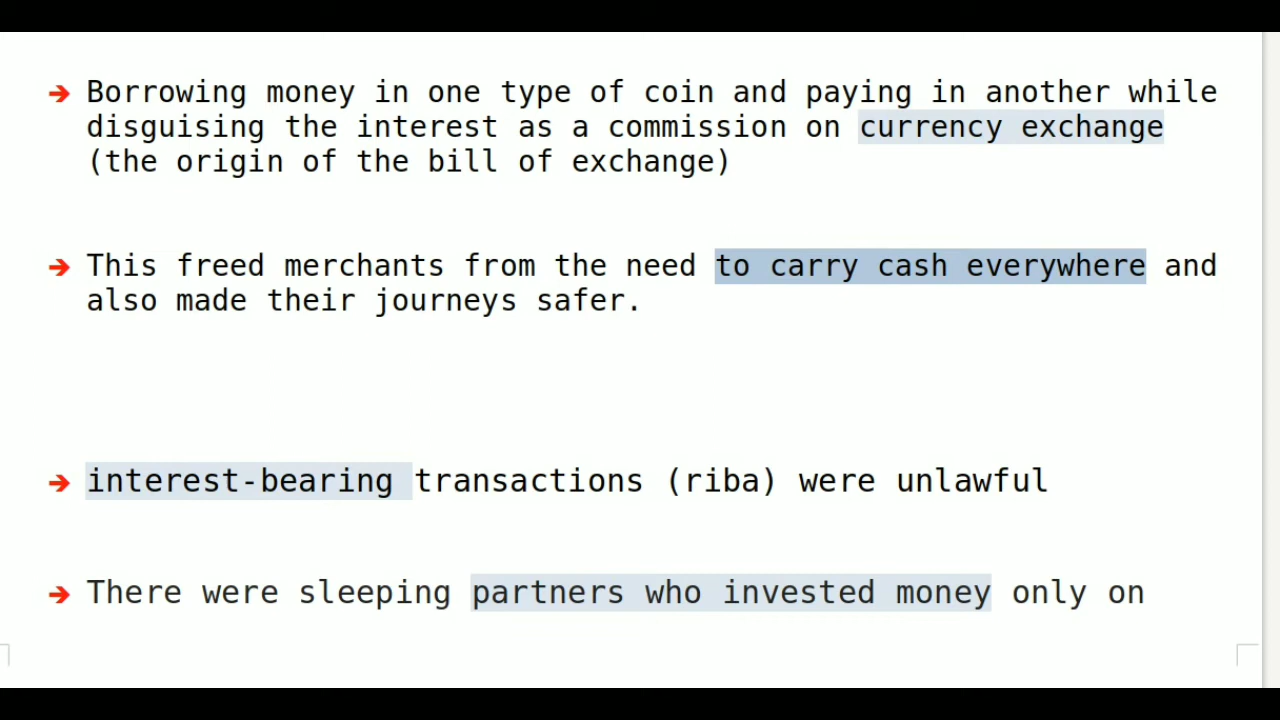 ➔ Borrowing money in one type of coin and paying in another while
disguising the interest as a commission on currency exchange
(the origin of the bill of exchange)
➔ This freed merchants from the need to carry cash everywhere and
also made their journeys safer.
➔ interest-bearing transactions (riba) were unlawful
➔ There were sleeping partners who invested money only on